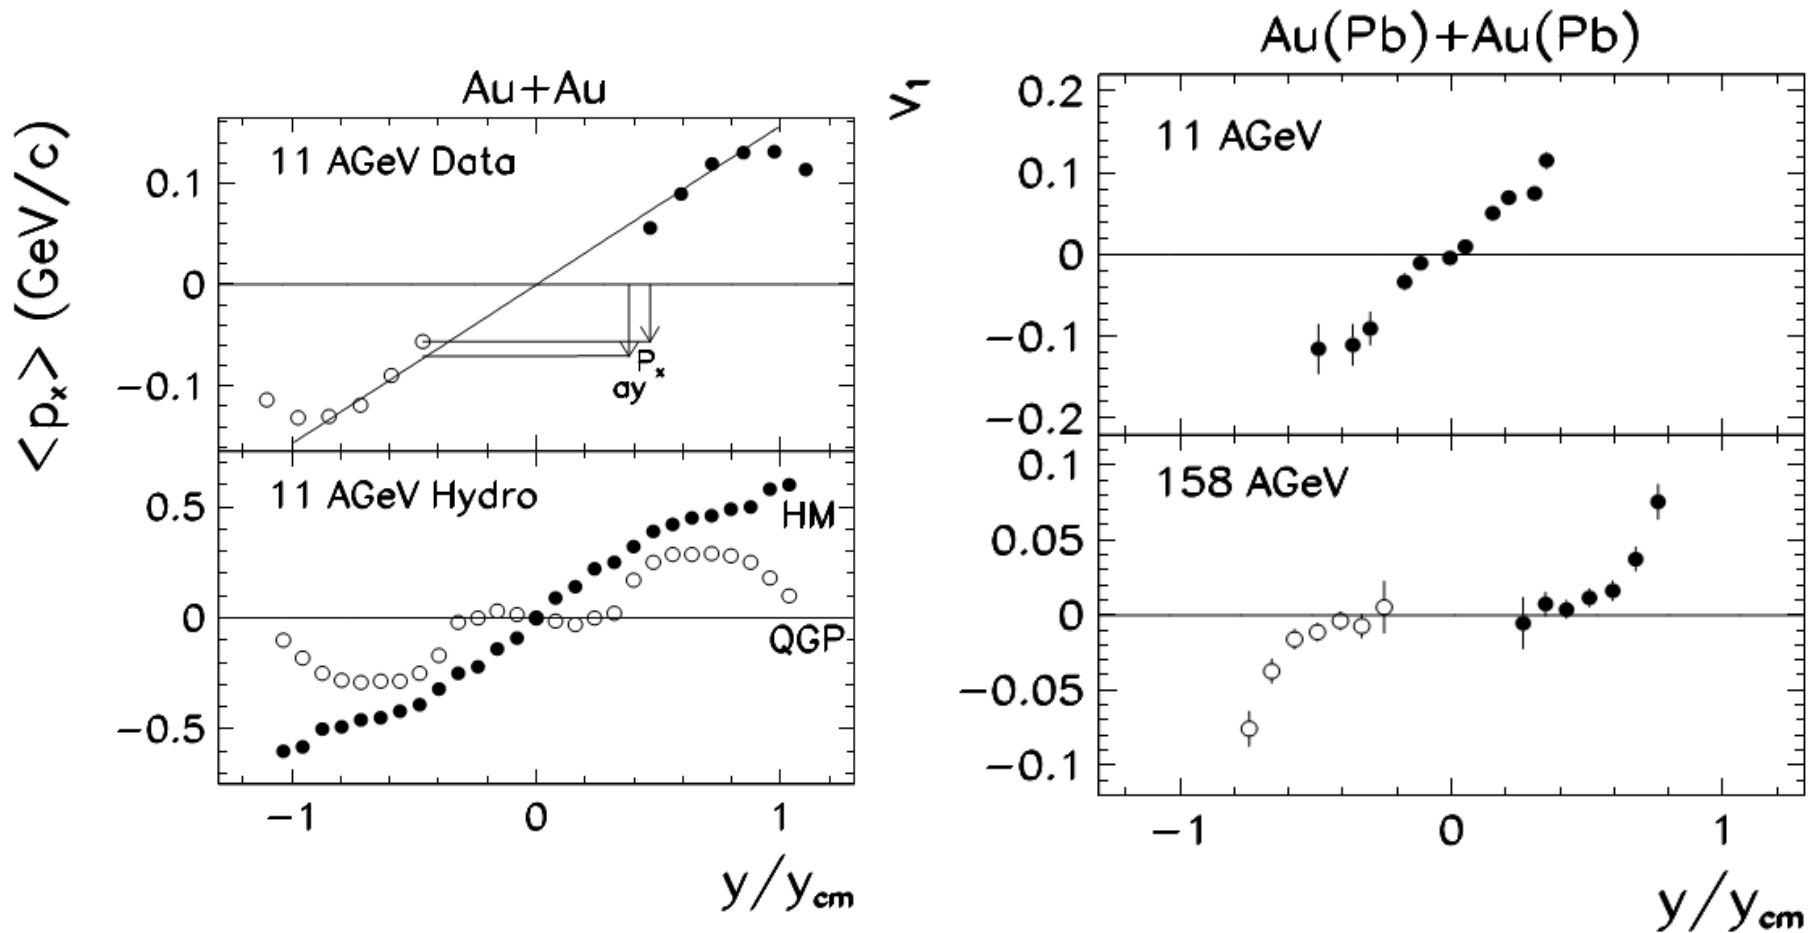 Au+Au
<px> (GeV/c)
11 AGeV Data
0.1
0
−0.1
Px
ay
11 AGeV Hydro
0.5
0
−0.5
HM
QGP
−1 0 1
y/ycm
Au(Pb)+Au(Pb)
v1
11 AGeV
0.2
0.1
0
−0.1
−0.2
158 AGeV
0.1
0.05
0
−0.05
−0.1
−1 0 1
y/ycm